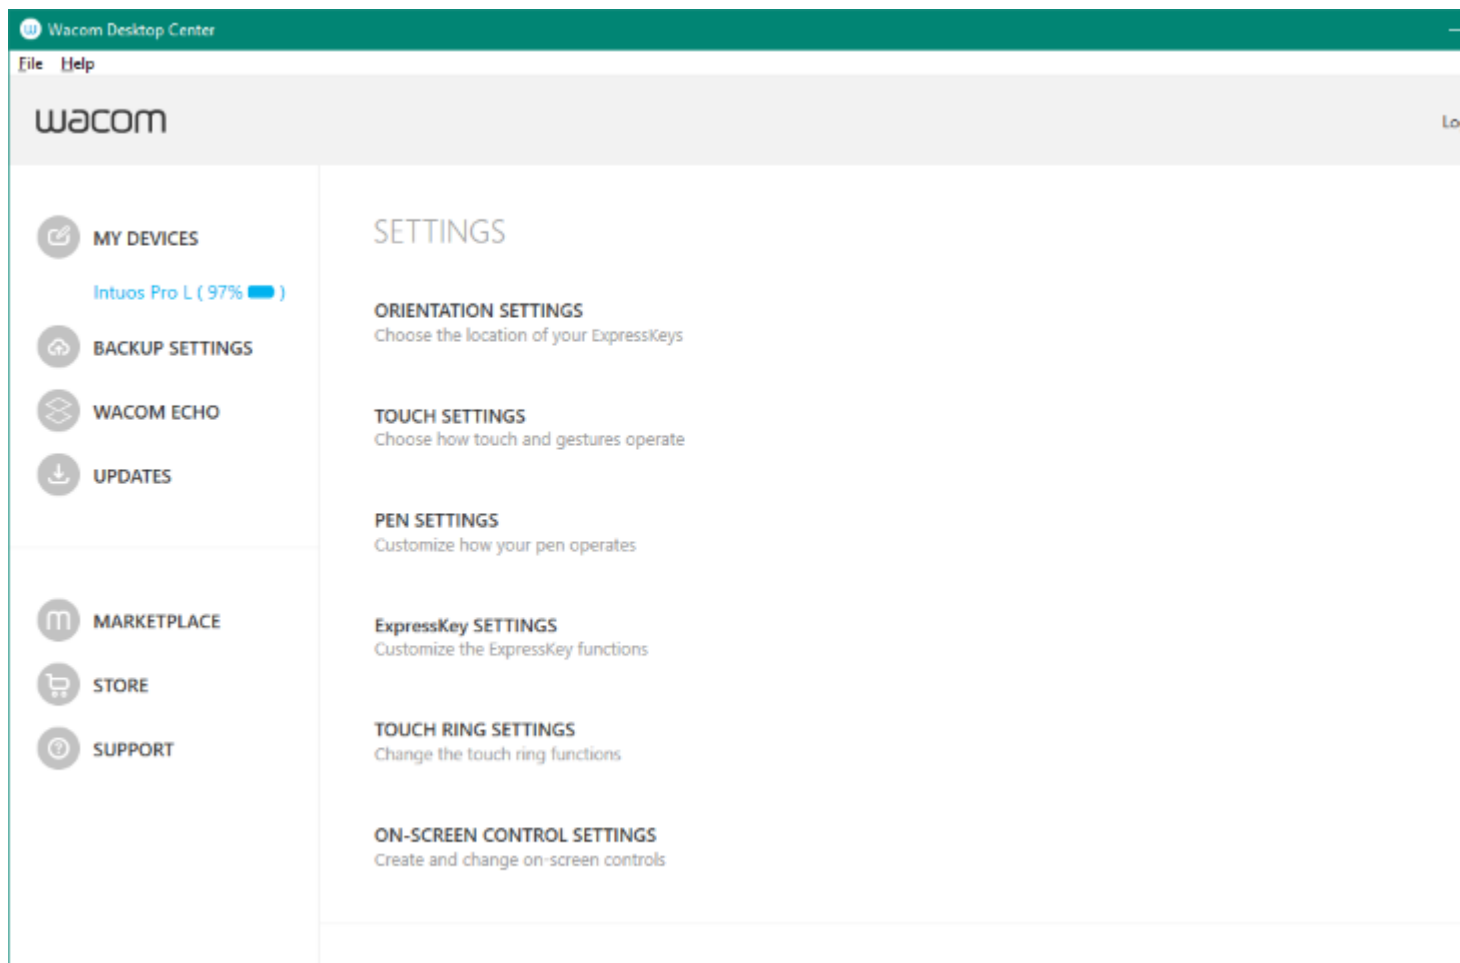 Wacom Desktop Center
File Help
wacom
MY DEVICES
Intuos Pro L ( 97% )
BACKUP SETTINGS
WACOM ECHO
UPDATES
MARKETPLACE
STORE
SUPPORT
SETTINGS
ORIENTATION SETTINGS
Choose the location of your ExpressKeys
TOUCH SETTINGS
Choose how touch and gestures operate
PEN SETTINGS
Customize how your pen operates
ExpressKey SETTINGS
Customize the ExpressKey functions
TOUCH RING SETTINGS
Change the touch ring functions
ON-SCREEN CONTROL SETTINGS
Create and change on-screen controls